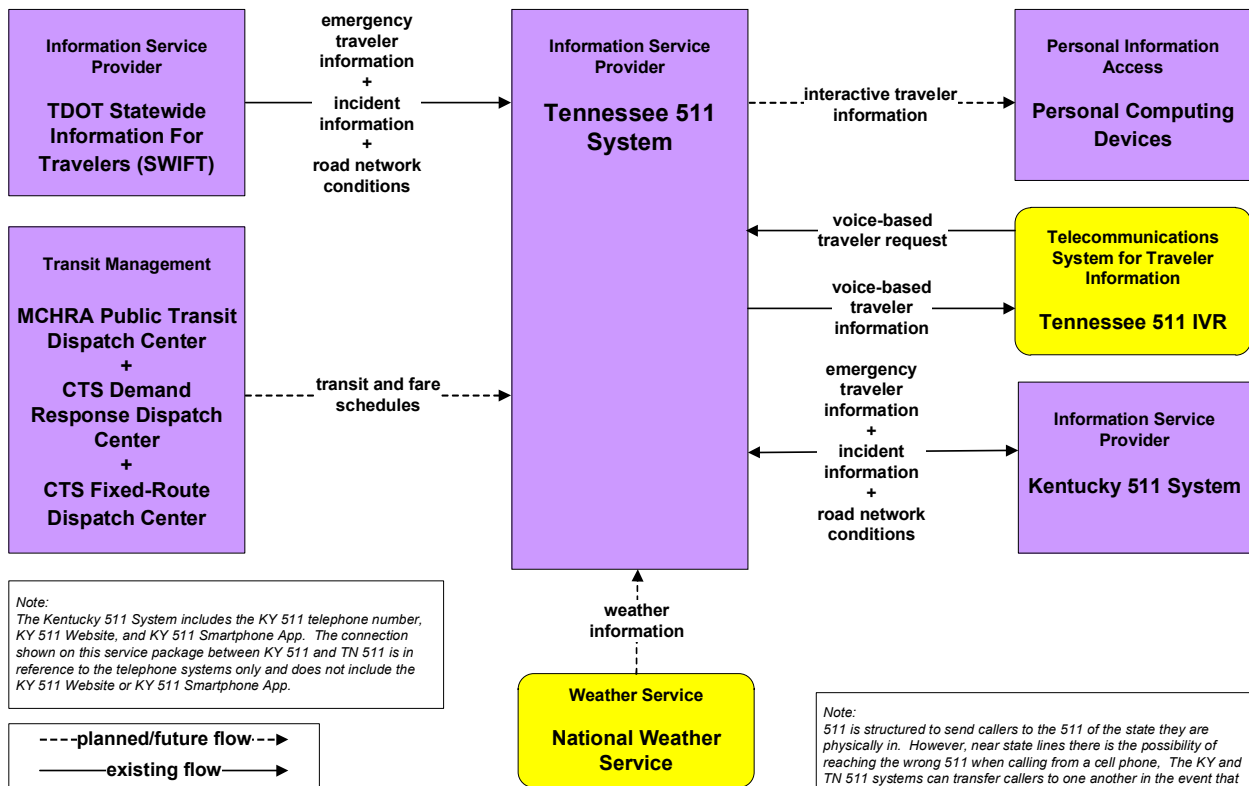 Information Service
Provider
TDOT Statewide
Information For
Travelers (SWIFT)
emergency
traveler
information
+
incident
information
+
road network
conditions
Information Service
Provider
Tennessee 511
System
interactive traveler
information
Personal Information
Access
Personal Computing
Devices
Transit Management
MCHRA Public Transit
Dispatch Center
+
CTS Demand
Response Dispatch
Center
+
CTS Fixed-Route
Dispatch Center
transit and fare
schedules
voice-based
traveler request
voice-based
traveler
information
Telecommunications
System for Traveler
Information
Tennessee 511 IVR
emergency
traveler
information
+
incident
information
+
road network
conditions
Information Service
Provider
Kentucky 511 System
Note:
The Kentucky 511 System includes the KY 511 telephone number,
KY 511 Website, and KY 511 Smartphone App. The connection
shown on this service package between KY 511 and TN 511 is in
reference to the telephone systems only and does not include the
KY 511 Website or KY 511 Smartphone App.
weather
information
Weather Service
National Weather
Service
planned/future flow
existing flow
Note:
511 is structured to send callers to the 511 of the state they are
physically in. However, near state lines there is the possibility of
reaching the wrong 511 when calling from a cell phone, The KY and
TN 511 systems can transfer callers to one another in the event that